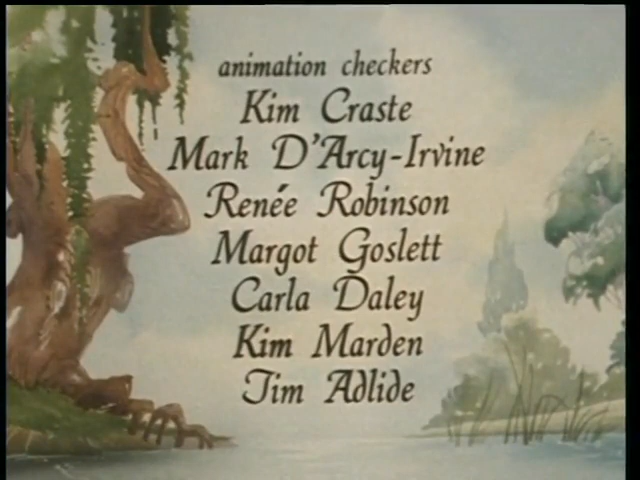 animation checkers
Kim Craste
Mark D'Arcy-Irvine
Renée Robinson
Margot Goslett
Carla Daley
Kim Marden
Tim Adlide